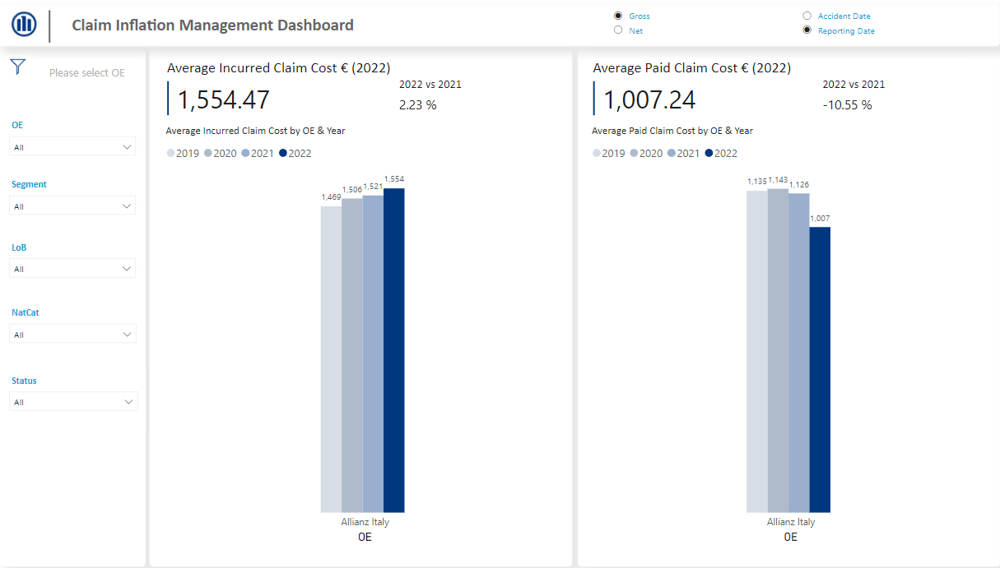 Claim Inflation Management Dashboard
Gross
Net
Accident Date
Reporting Date
Please select OE
OE
All
Segment
All
LoB
All
NatCat
All
Status
All
Average Incurred Claim Cost € (2022)
1,554.47
2022 vs 2021
2.23 %
Average Incurred Claim Cost by OE & Year
2019 2020 2021 2022
1,469 1,506 1,521 1,554
Allianz Italy
OE
Average Paid Claim Cost € (2022)
1,007.24
2022 vs 2021
-10.55 %
Average Paid Claim Cost by OE & Year
2019 2020 2021 2022
1,135 1,143 1,126 1,007
Allianz Italy
OE